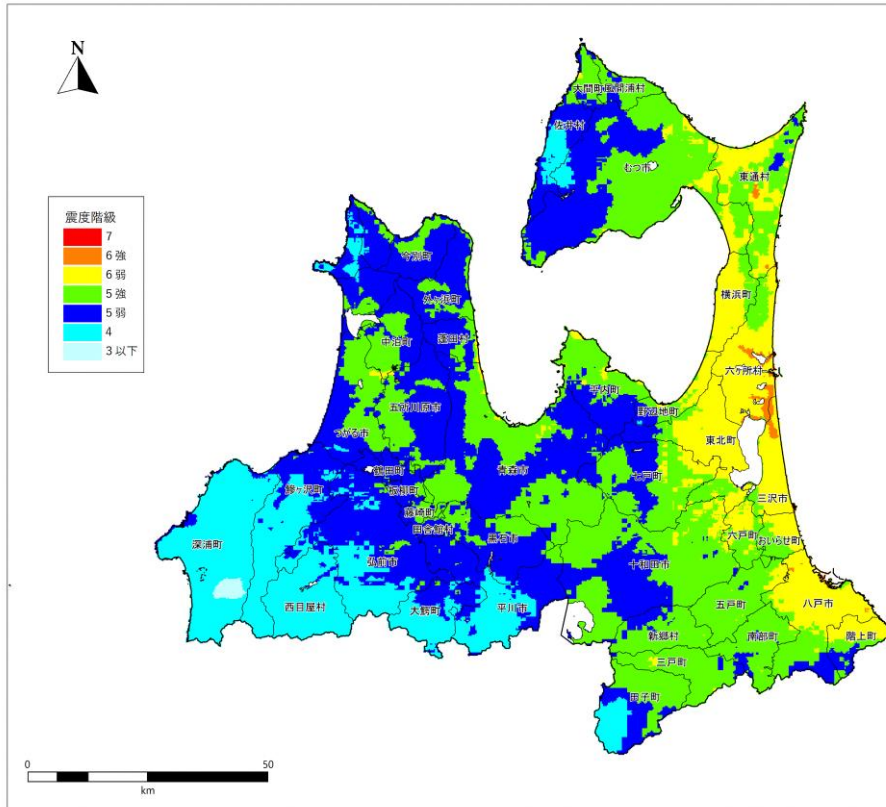 N
大間町
風間浦村
佐井村
むつ市
東通村
震度階級
7
6 強
6 弱
5 強
5 弱
4
3 以下
今別町
外ヶ浜町
横浜町
中泊町
蓬田村
六ヶ所村
平内町
五所川原市
野辺地町
つがる市
東北町
鶴田町
青森市
七戸町
板柳町
鰺ヶ沢町
三沢市
藤崎町
田舎館村
六戸町
おいらせ町
黒石市
深浦町
弘前市
十和田市
西目屋村
大鰐町
平川市
五戸町
八戸市
新郷村
南部町
階上町
三戸町
田子町
0
50
km